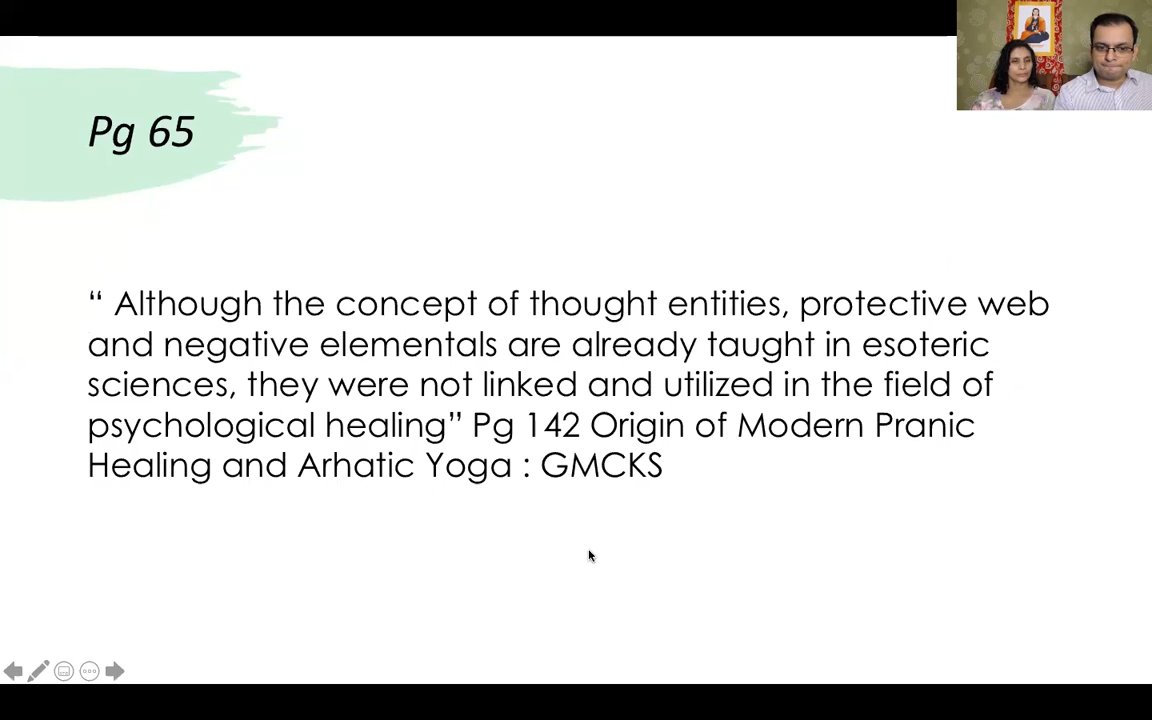 Pg 65
“ Although the concept of thought entities, protective web
and negative elementals are already taught in esoteric
sciences, they were not linked and utilized in the field of
psychological healing” Pg 142 Origin of Modern Pranic
Healing and Arhatic Yoga : GMCKS